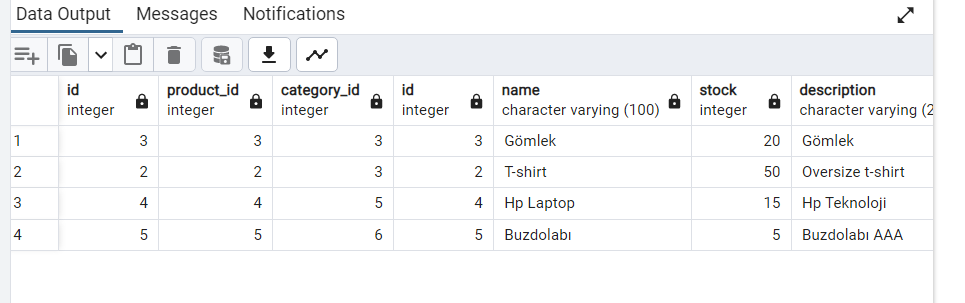 Data Output Messages Notifications
id product_id category_id id name stock description
integer integer integer integer character varying (100) integer character varying (2
1 3 3 3 3 Gömlek 20 Gömlek
2 2 2 3 2 T-shirt 50 Oversize t-shirt
3 4 4 5 4 Hp Laptop 15 Hp Teknoloji
4 5 5 6 5 Buzdolabı 5 Buzdolabı AAA